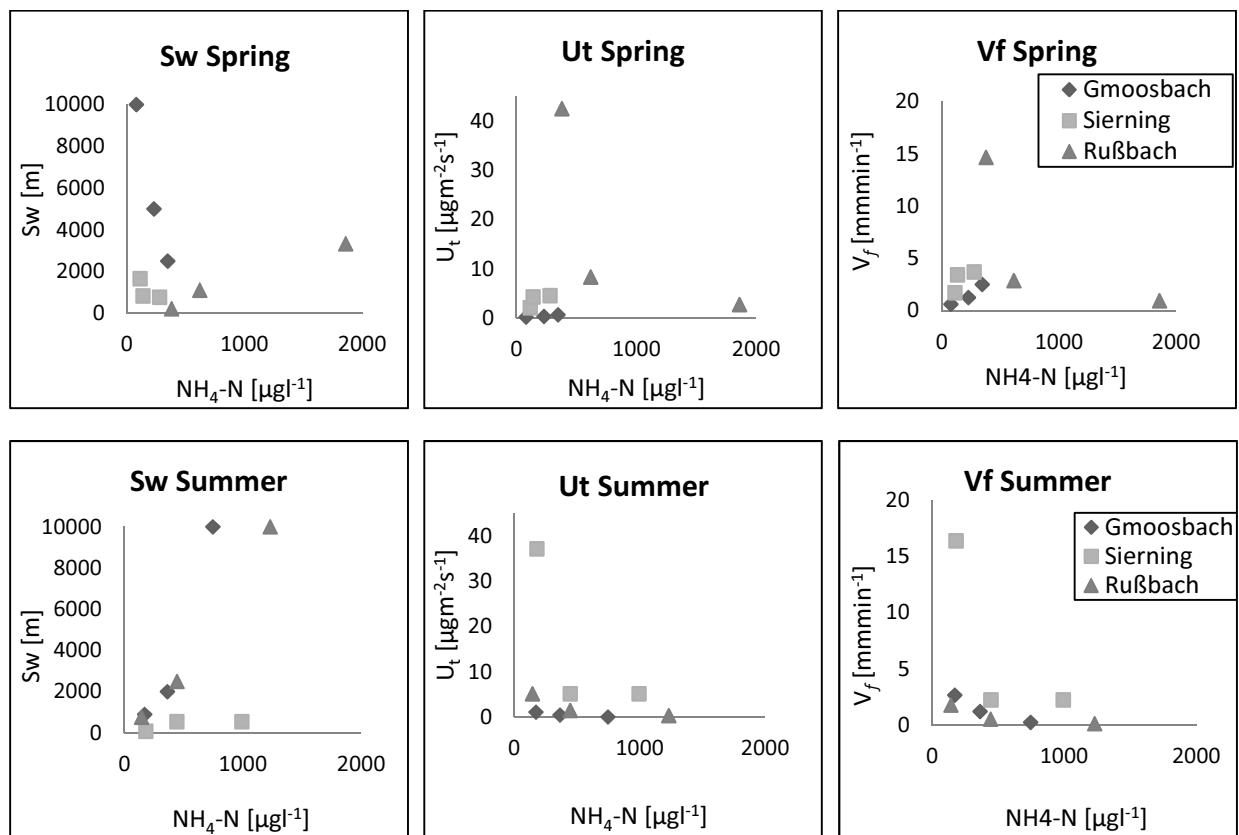 Sw Spring
10000
8000
6000
4000
2000
0
Sw [m]
0 1000 2000
NH₄-N [µgl⁻¹]
Ut Spring
40
30
20
10
0
Uₜ [µgm⁻²s⁻¹]
0 1000 2000
NH₄-N [µgl⁻¹]
Vf Spring
20
15
10
5
0
V_f [mmmin⁻¹]
0 1000 2000
NH4-N [µgl⁻¹]
Gmoosbach
Sierning
Rußbach
Sw Summer
10000
8000
6000
4000
2000
0
Sw [m]
0 1000 2000
NH₄-N [µgl⁻¹]
Ut Summer
40
30
20
10
0
Uₜ [µgm⁻²s⁻¹]
0 1000 2000
NH₄-N [µgl⁻¹]
Vf Summer
20
15
10
5
0
V_f [mmmin⁻¹]
0 1000 2000
NH4-N [µgl⁻¹]
Gmoosbach
Sierning
Rußbach